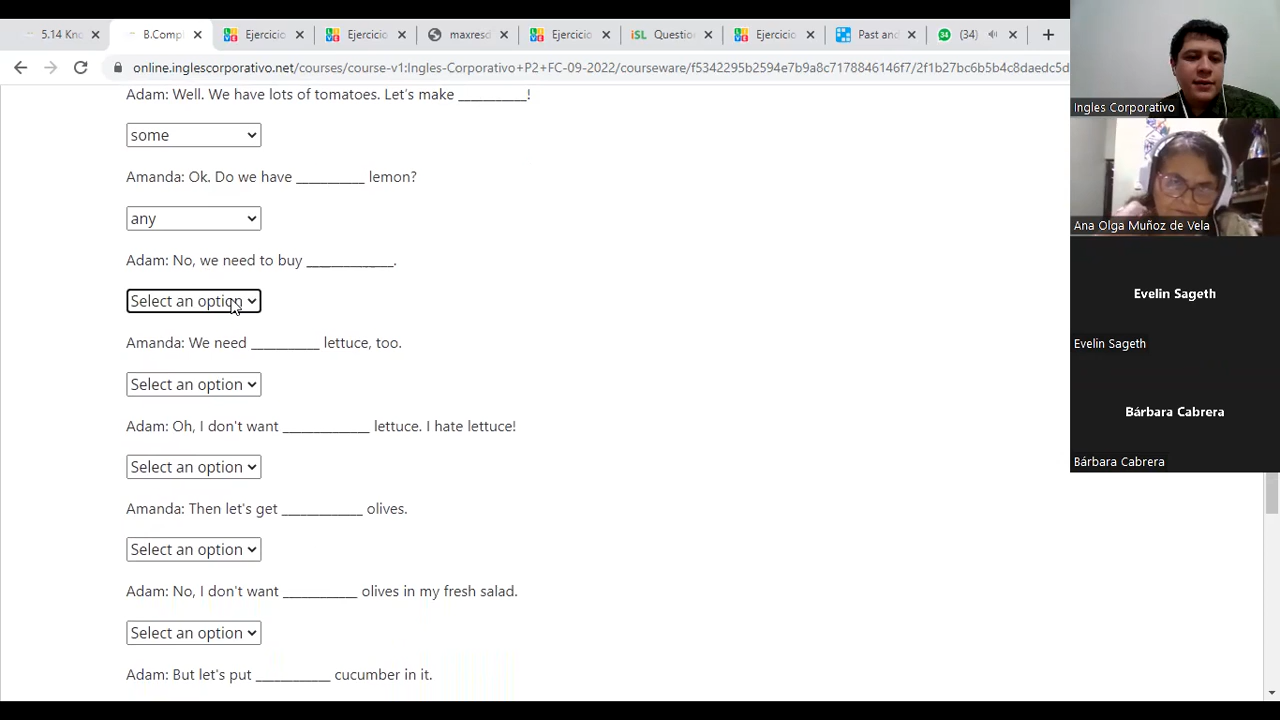 5.14 Kno
B.Compl
Ejercicio
Ejercicio
maxreso
Ejercicio
Questio
Ejercicio
Past and
(34)
online.inglescorporativo.net/courses/course-v1:Ingles-Corporativo+P2+FC-09-2022/courseware/f5342295b2594e7b9a8c7178846146f7/2f1b27bc6b5b4c8daedc5d
Adam: Well. We have lots of tomatoes. Let's make __________!
some
Amanda: Ok. Do we have __________ lemon?
any
Adam: No, we need to buy _____________.
Select an option
Amanda: We need __________ lettuce, too.
Select an option
Adam: Oh, I don't want _____________ lettuce. I hate lettuce!
Select an option
Amanda: Then let's get ____________ olives.
Select an option
Adam: No, I don't want ___________ olives in my fresh salad.
Select an option
Adam: But let's put ___________ cucumber in it.
Ingles Corporativo
Ana Olga Muñoz de Vela
Evelin Sageth
Evelin Sageth
Bárbara Cabrera
Bárbara Cabrera